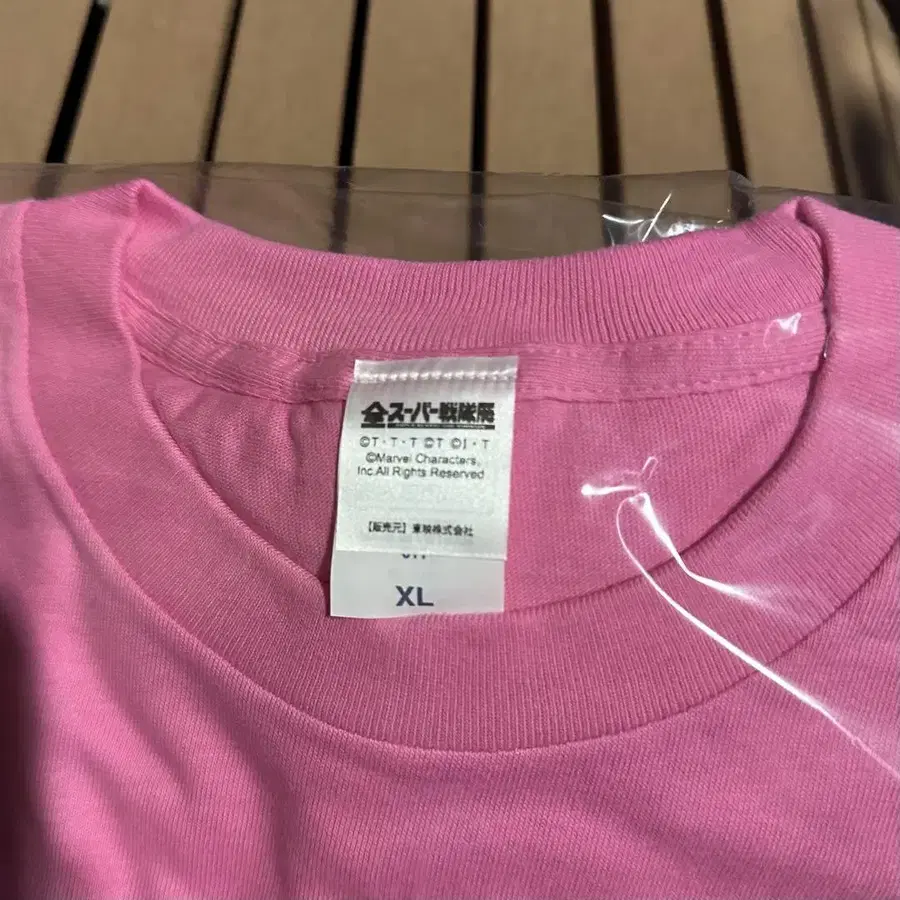 全スーパー戦隊展
©T・T・T ©T ©I・T
©Marvel Characters,
Inc.All Rights Reserved
【販売元】東映株式会社
XL